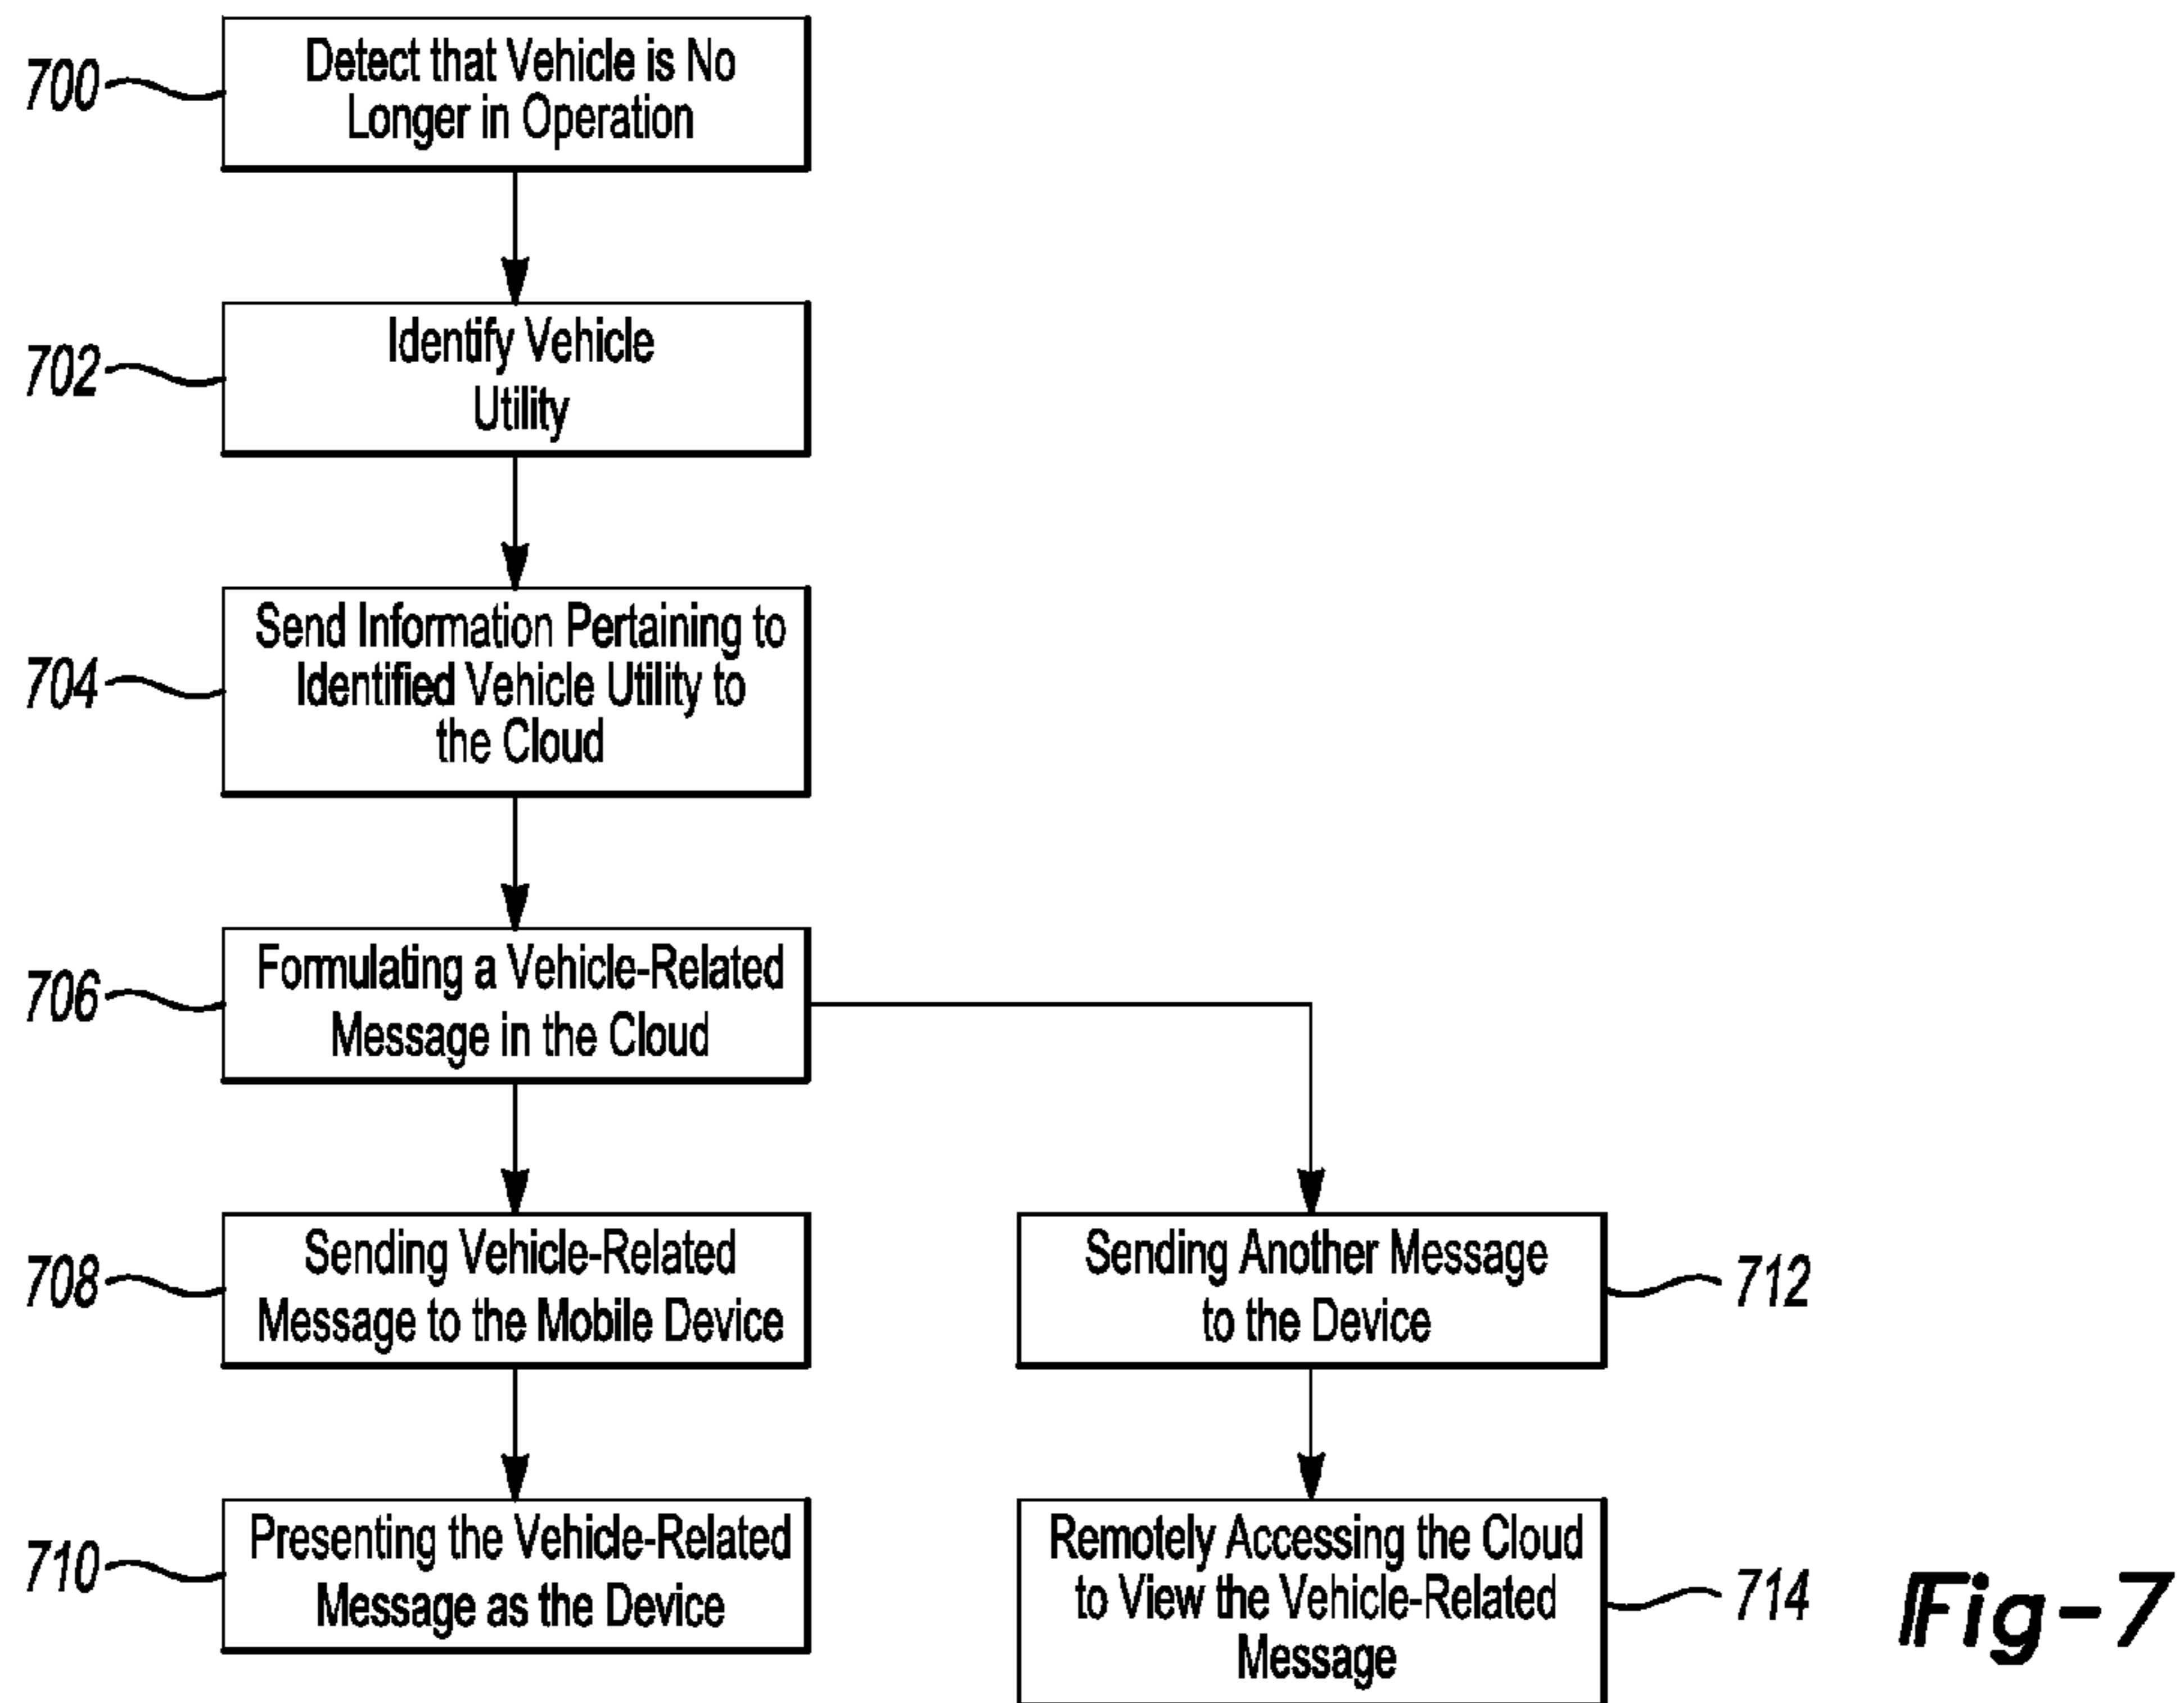 700
Detect that Vehicle is No
Longer in Operation
702
Identify Vehicle
Utility
704
Send Information Pertaining to
Identified Vehicle Utility to
the Cloud
706
Formulating a Vehicle-Related
Message in the Cloud
708
Sending Vehicle-Related
Message to the Mobile Device
Sending Another Message
to the Device
712
710
Presenting the Vehicle-Related
Message as the Device
Remotely Accessing the Cloud
to View the Vehicle-Related
Message
714
Fig-7